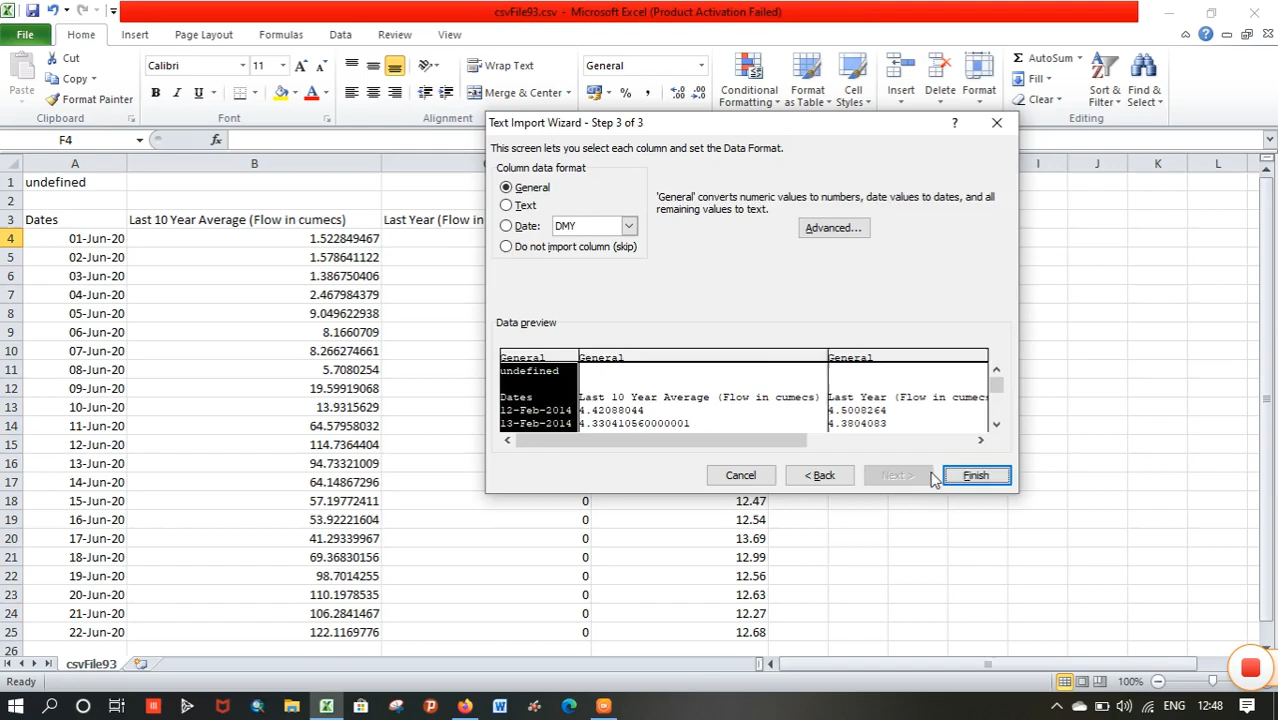 csvFile93.csv - Microsoft Excel (Product Activation Failed)
File Home Insert Page Layout Formulas Data Review View
Paste Cut Copy Format Painter
Calibri 11 General
Wrap Text
Merge & Center
Conditional Formatting Format as Table Cell Styles Insert Delete Format
AutoSum Fill Clear Sort & Filter Find & Select
Clipboard Font Alignment Editing
F4 fx
A B C I J K L
1 undefined
2
3 Dates Last 10 Year Average (Flow in cumecs) Last Year (Flow in
4 01-Jun-20 1.522849467
5 02-Jun-20 1.578641122
6 03-Jun-20 1.386750406
7 04-Jun-20 2.467984379
8 05-Jun-20 9.049622938
9 06-Jun-20 8.1660709
10 07-Jun-20 8.266274661
11 08-Jun-20 5.7080254
12 09-Jun-20 19.59919068
13 10-Jun-20 13.9315629
14 11-Jun-20 64.57958032
15 12-Jun-20 114.7364404
16 13-Jun-20 94.73321009
17 14-Jun-20 64.14867296
18 15-Jun-20 57.19772411 0 12.47
19 16-Jun-20 53.92221604 0 12.54
20 17-Jun-20 41.29339967 0 13.69
21 18-Jun-20 69.36830156 0 12.99
22 19-Jun-20 98.7014255 0 12.56
23 20-Jun-20 110.1978535 0 12.63
24 21-Jun-20 106.2841467 0 12.27
25 22-Jun-20 122.1169776 0 12.68
26
Text Import Wizard - Step 3 of 3
This screen lets you select each column and set the Data Format.
Column data format
General
Text
Date: DMY
Do not import column (skip)
'General' converts numeric values to numbers, date values to dates, and all
remaining values to text.
Advanced...
Data preview
General General General
undefined
Dates Last 10 Year Average (Flow in cumecs) Last Year (Flow in cumecs
12-Feb-2014 4.42088044 4.5008264
13-Feb-2014 4.330410560000001 4.3804083
Cancel < Back Next > Finish
csvFile93
Ready 100%
ENG 12:48